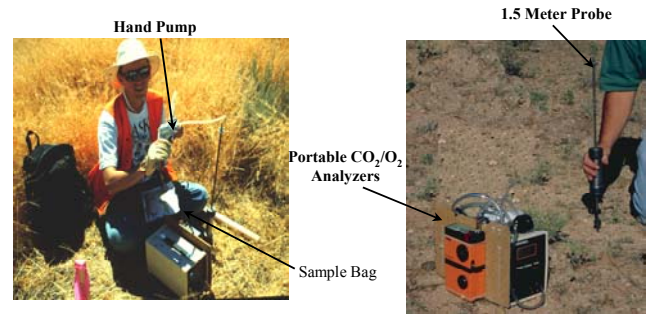 1.5 Meter Probe
Hand Pump
Portable CO₂/O₂
Analyzers
Sample Bag